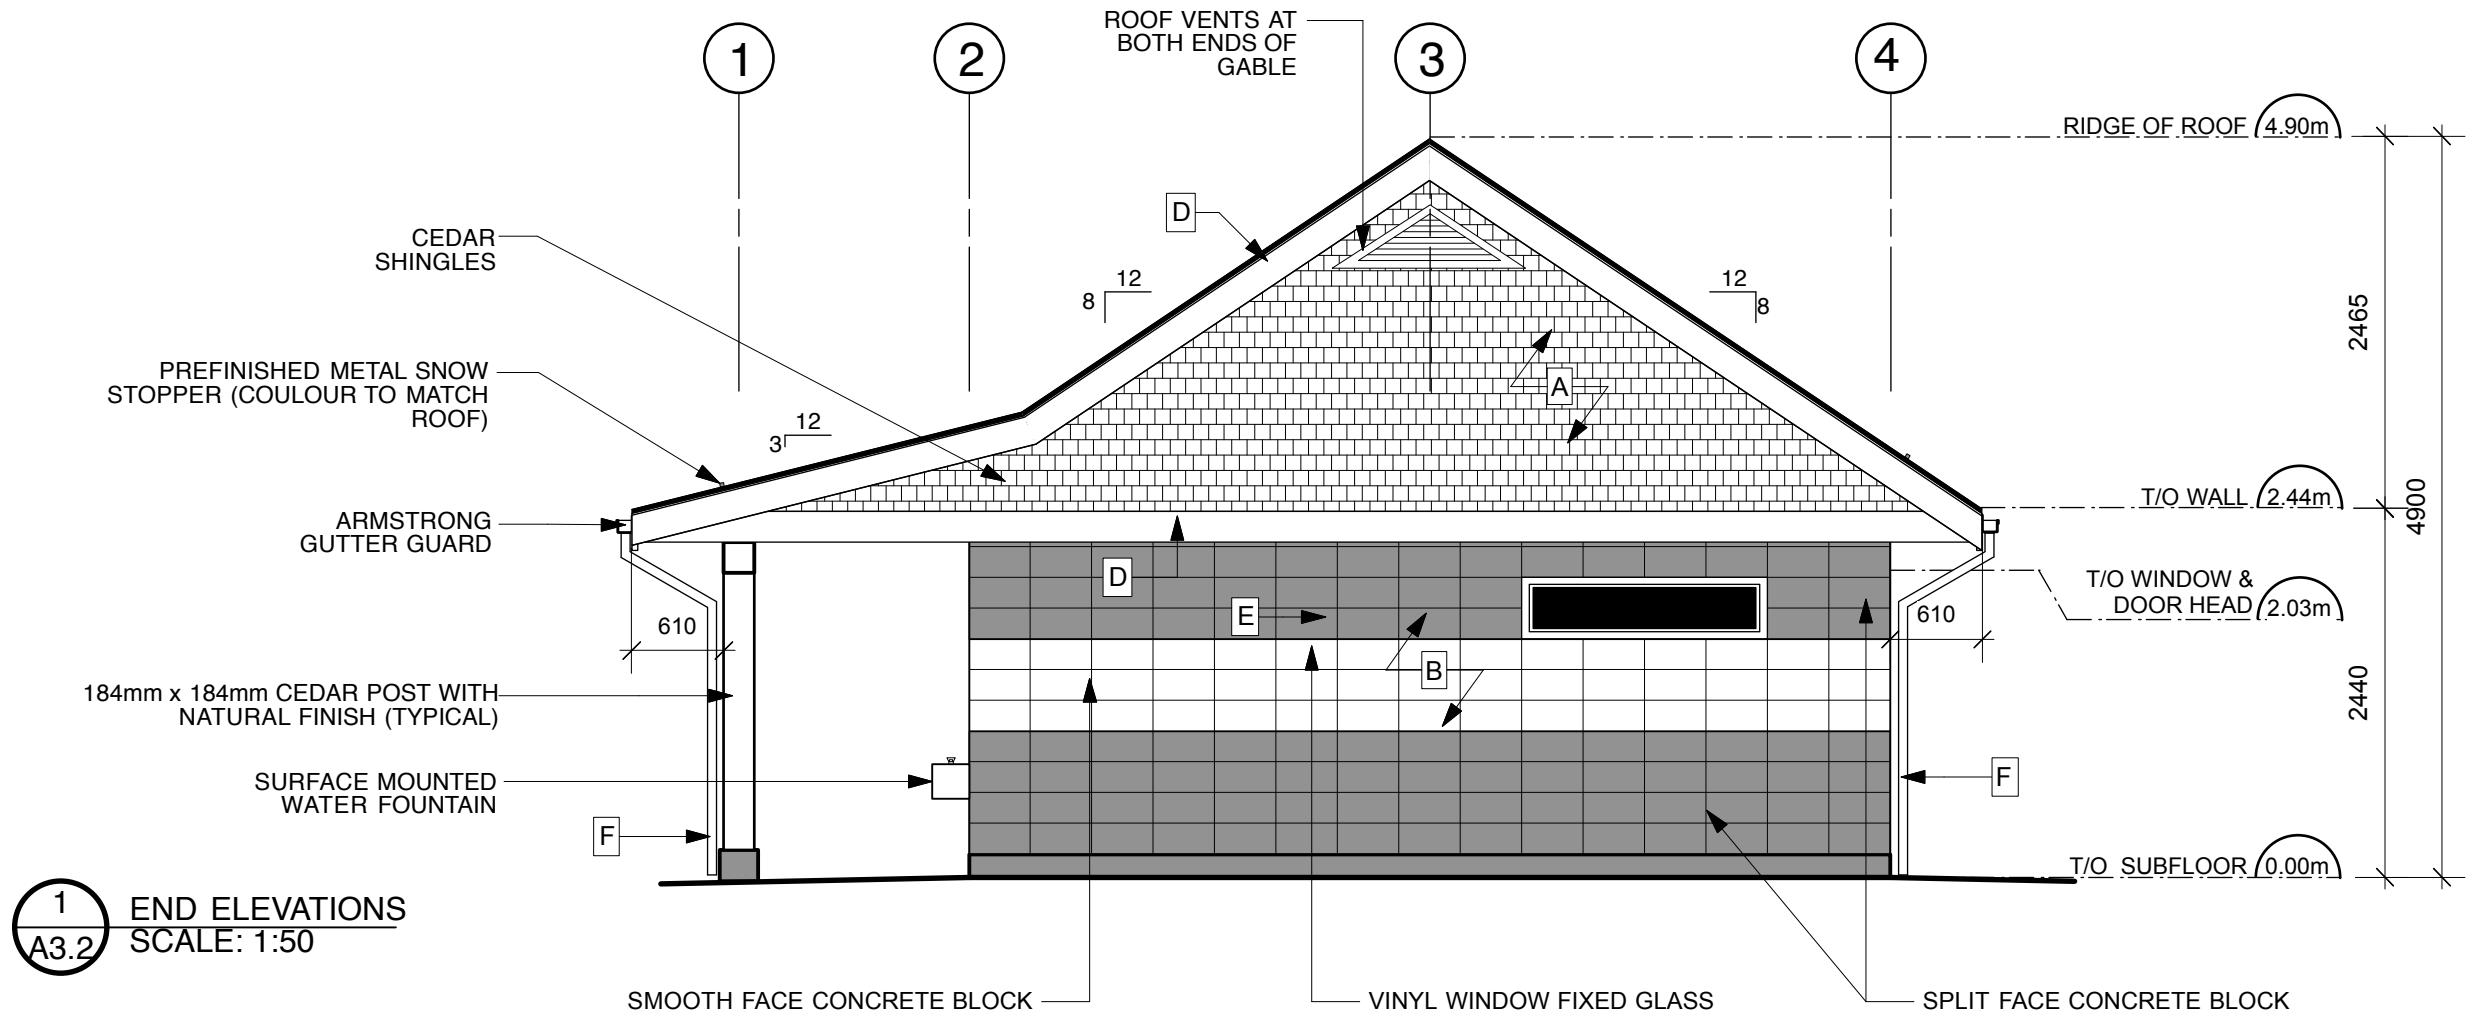 1
2
3
4
ROOF VENTS AT
BOTH ENDS OF
GABLE
RIDGE OF ROOF 4.90m
D
CEDAR
SHINGLES
12
8
12
8
2465
PREFINISHED METAL SNOW
STOPPER (COULOUR TO MATCH
ROOF)
A
12
3
T/O WALL 2.44m
4900
ARMSTRONG
GUTTER GUARD
D
T/O WINDOW &
DOOR HEAD 2.03m
E
610
610
B
2440
184mm x 184mm CEDAR POST WITH
NATURAL FINISH (TYPICAL)
SURFACE MOUNTED
WATER FOUNTAIN
F
F
T/O SUBFLOOR 0.00m
1
A3.2
END ELEVATIONS
SCALE: 1:50
SMOOTH FACE CONCRETE BLOCK
VINYL WINDOW FIXED GLASS
SPLIT FACE CONCRETE BLOCK